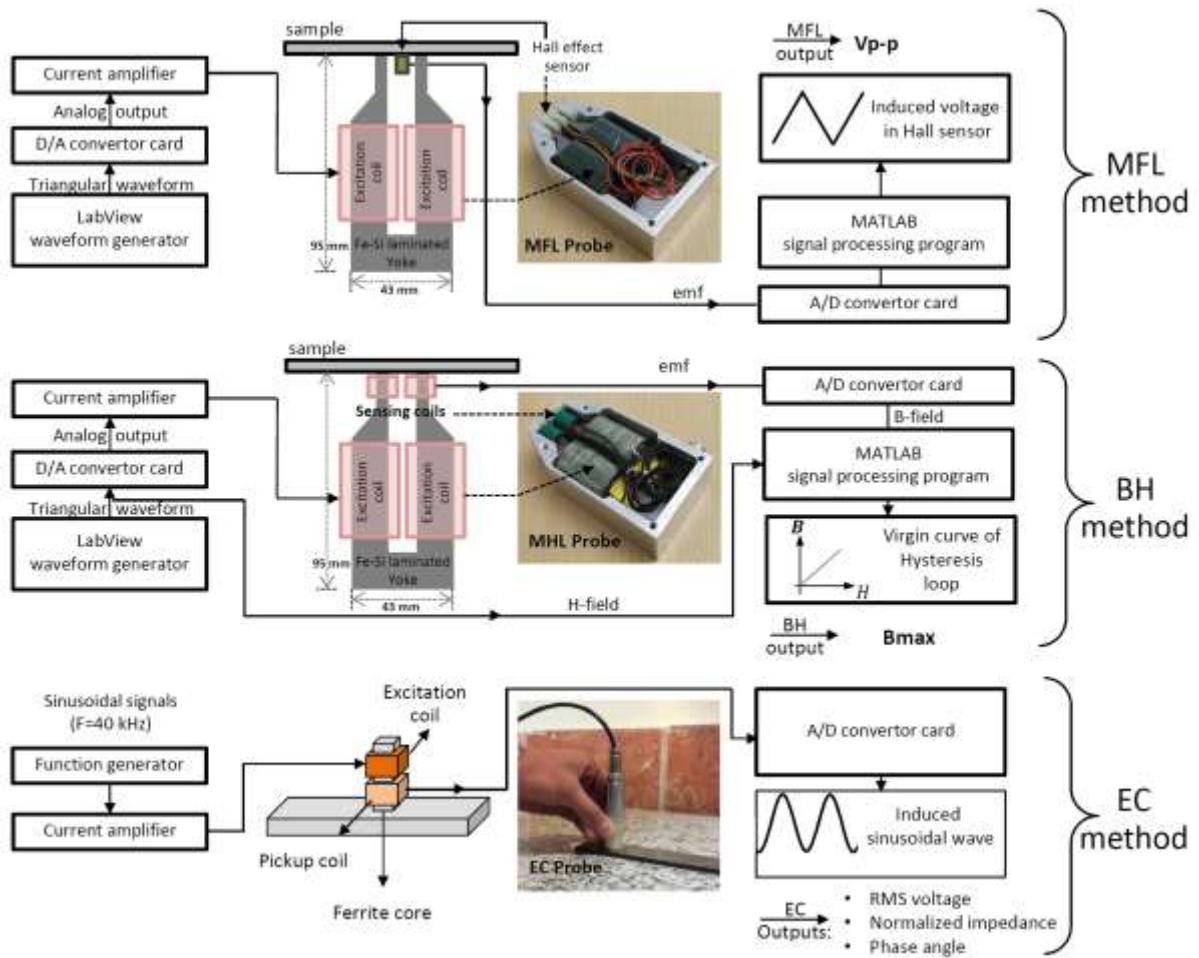 sample
Hall effect
sensor
Current amplifier
Analog output
D/A convertor card
Triangular waveform
LabView
waveform generator
Excitation
coil
Excitation
coil
95 mm
Fe-Si laminated
Yoke
43 mm
MFL Probe
emf
MFL
output
Vp-p
Induced voltage
in Hall sensor
MATLAB
signal processing program
A/D convertor card
MFL
method
sample
Current amplifier
Analog output
D/A convertor card
Triangular waveform
LabView
waveform generator
Sensing coils
Excitation
coil
Excitation
coil
95 mm
Fe-Si laminated
Yoke
43 mm
MHL Probe
emf
H-field
A/D convertor card
B-field
MATLAB
signal processing program
B
H
Virgin curve of
Hysteresis
loop
BH
output
Bmax
BH
method
Sinusoidal signals
(F=40 kHz)
Function generator
Current amplifier
Excitation
coil
Pickup coil
Ferrite core
EC Probe
A/D convertor card
Induced
sinusoidal wave
EC
Outputs:
• RMS voltage
• Normalized impedance
• Phase angle
EC
method